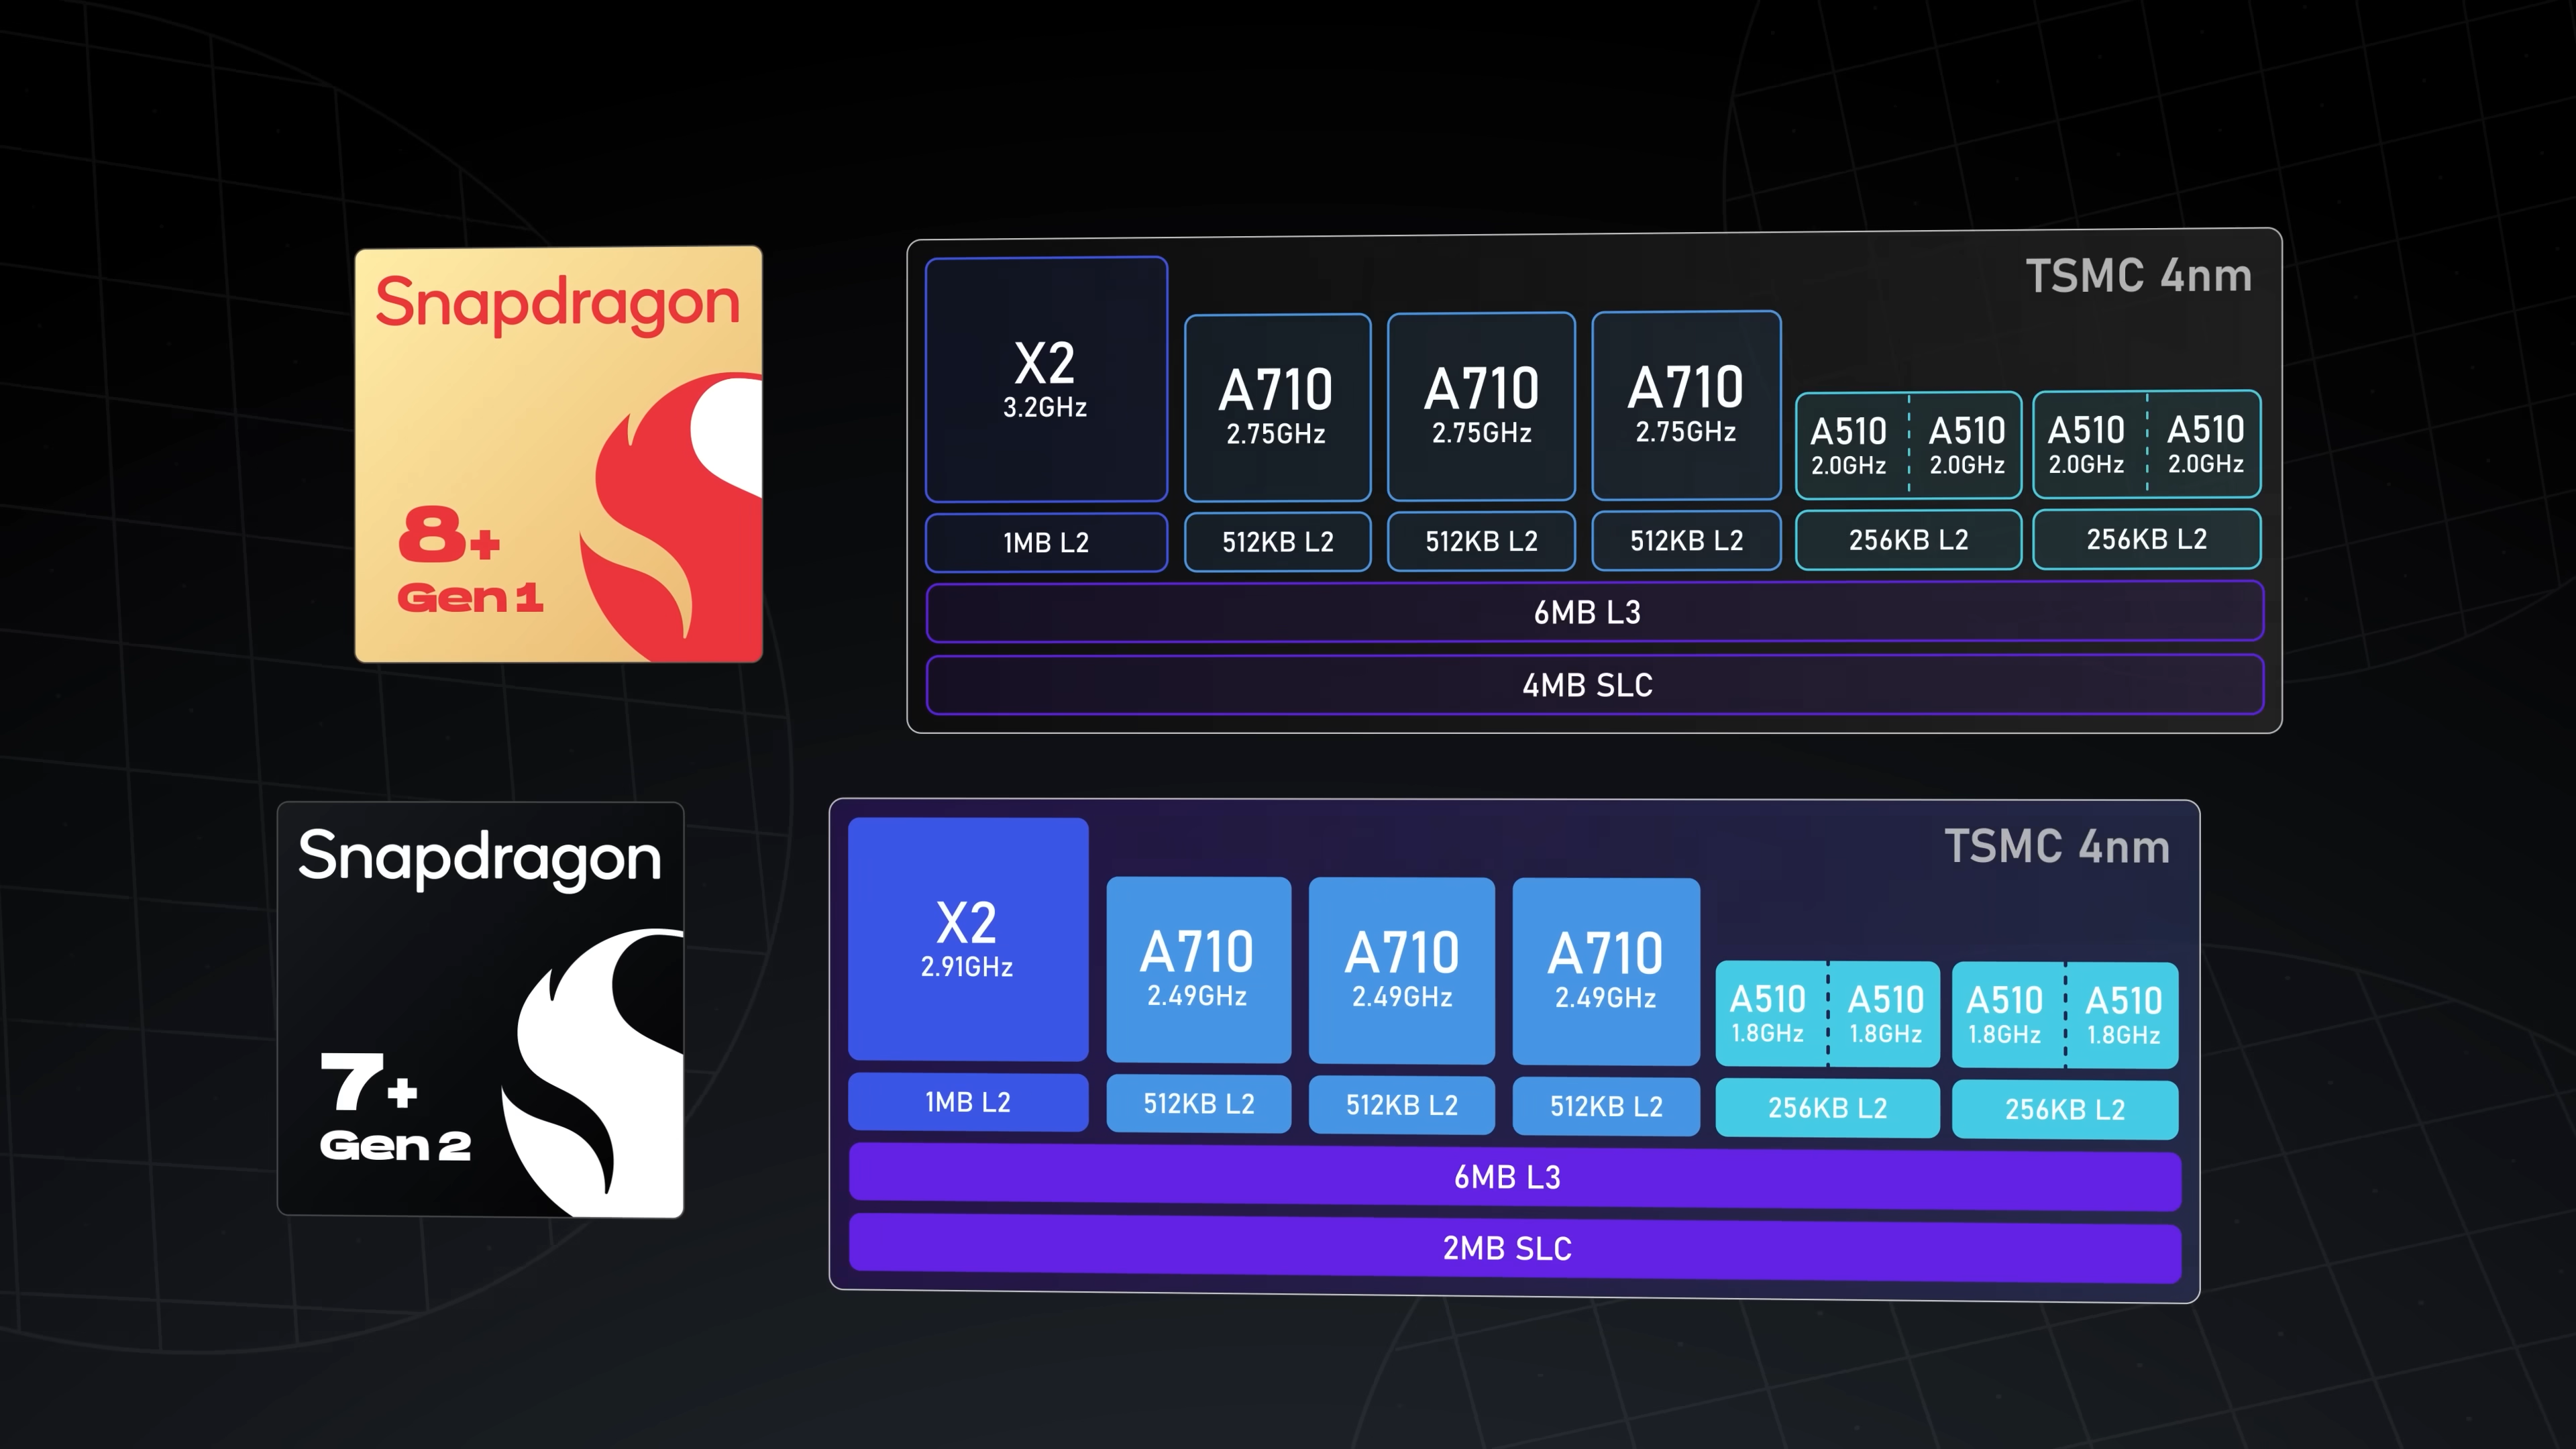 Snapdragon
8+
Gen 1
TSMC 4nm
X2
3.2GHz
A710
2.75GHz
A710
2.75GHz
A710
2.75GHz
A510
2.0GHz
A510
2.0GHz
A510
2.0GHz
A510
2.0GHz
1MB L2
512KB L2
512KB L2
512KB L2
256KB L2
256KB L2
6MB L3
4MB SLC
Snapdragon
7+
Gen 2
TSMC 4nm
X2
2.91GHz
A710
2.49GHz
A710
2.49GHz
A710
2.49GHz
A510
1.8GHz
A510
1.8GHz
A510
1.8GHz
A510
1.8GHz
1MB L2
512KB L2
512KB L2
512KB L2
256KB L2
256KB L2
6MB L3
2MB SLC